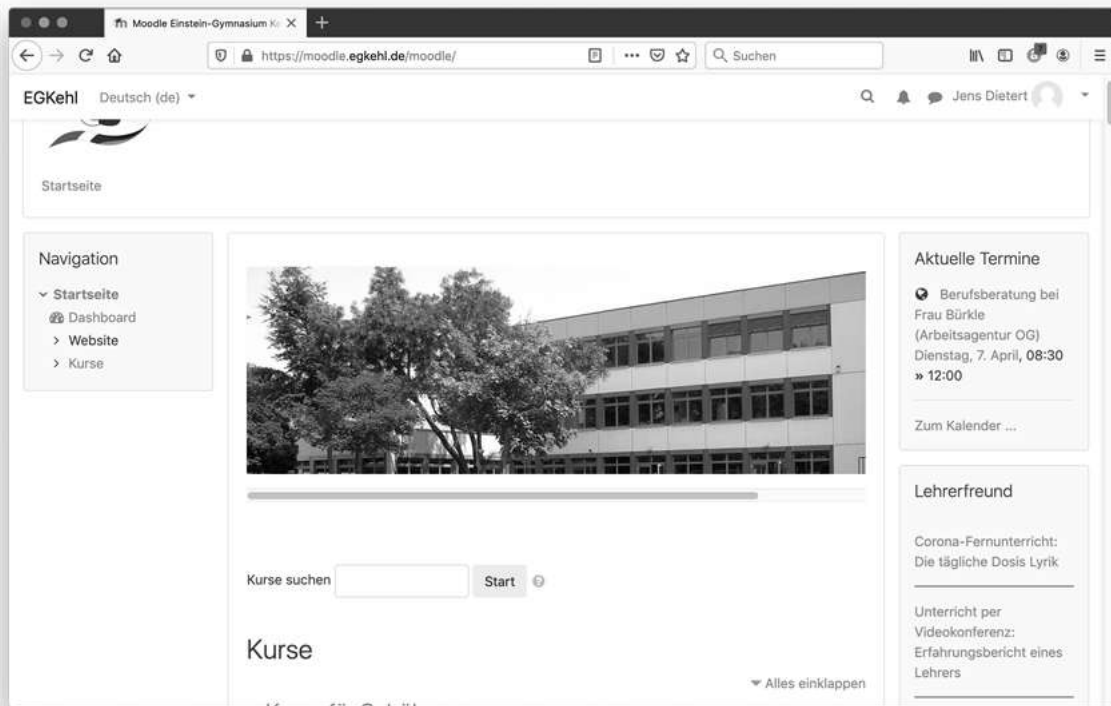 Moodle Einstein-Gymnasium Ke
https://moodle.egkehl.de/moodle/
Suchen
EGKehl Deutsch (de)
Jens Dietert
Startseite
Navigation
Startseite
Dashboard
Website
Kurse
Kurse suchen
Start
Kurse
Alles einklappen
Aktuelle Termine
Berufsberatung bei
Frau Bürkle
(Arbeitsagentur OG)
Dienstag, 7. April, 08:30
» 12:00
Zum Kalender ...
Lehrerfreund
Corona-Fernunterricht:
Die tägliche Dosis Lyrik
Unterricht per
Videokonferenz:
Erfahrungsbericht eines
Lehrers